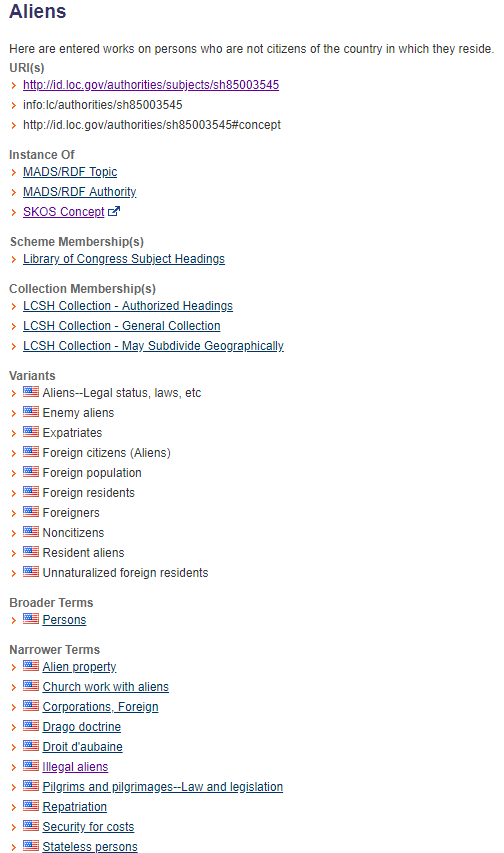 Aliens
Here are entered works on persons who are not citizens of the country in which they reside.
URI(s)
http://id.loc.gov/authorities/subjects/sh85003545
info:lc/authorities/sh85003545
http://id.loc.gov/authorities/sh85003545#concept
Instance Of
MADS/RDF Topic
MADS/RDF Authority
SKOS Concept
Scheme Membership(s)
Library of Congress Subject Headings
Collection Membership(s)
LCSH Collection - Authorized Headings
LCSH Collection - General Collection
LCSH Collection - May Subdivide Geographically
Variants
Aliens--Legal status, laws, etc
Enemy aliens
Expatriates
Foreign citizens (Aliens)
Foreign population
Foreign residents
Foreigners
Noncitizens
Resident aliens
Unnaturalized foreign residents
Broader Terms
Persons
Narrower Terms
Alien property
Church work with aliens
Corporations, Foreign
Drago doctrine
Droit d'aubaine
Illegal aliens
Pilgrims and pilgrimages--Law and legislation
Repatriation
Security for costs
Stateless persons